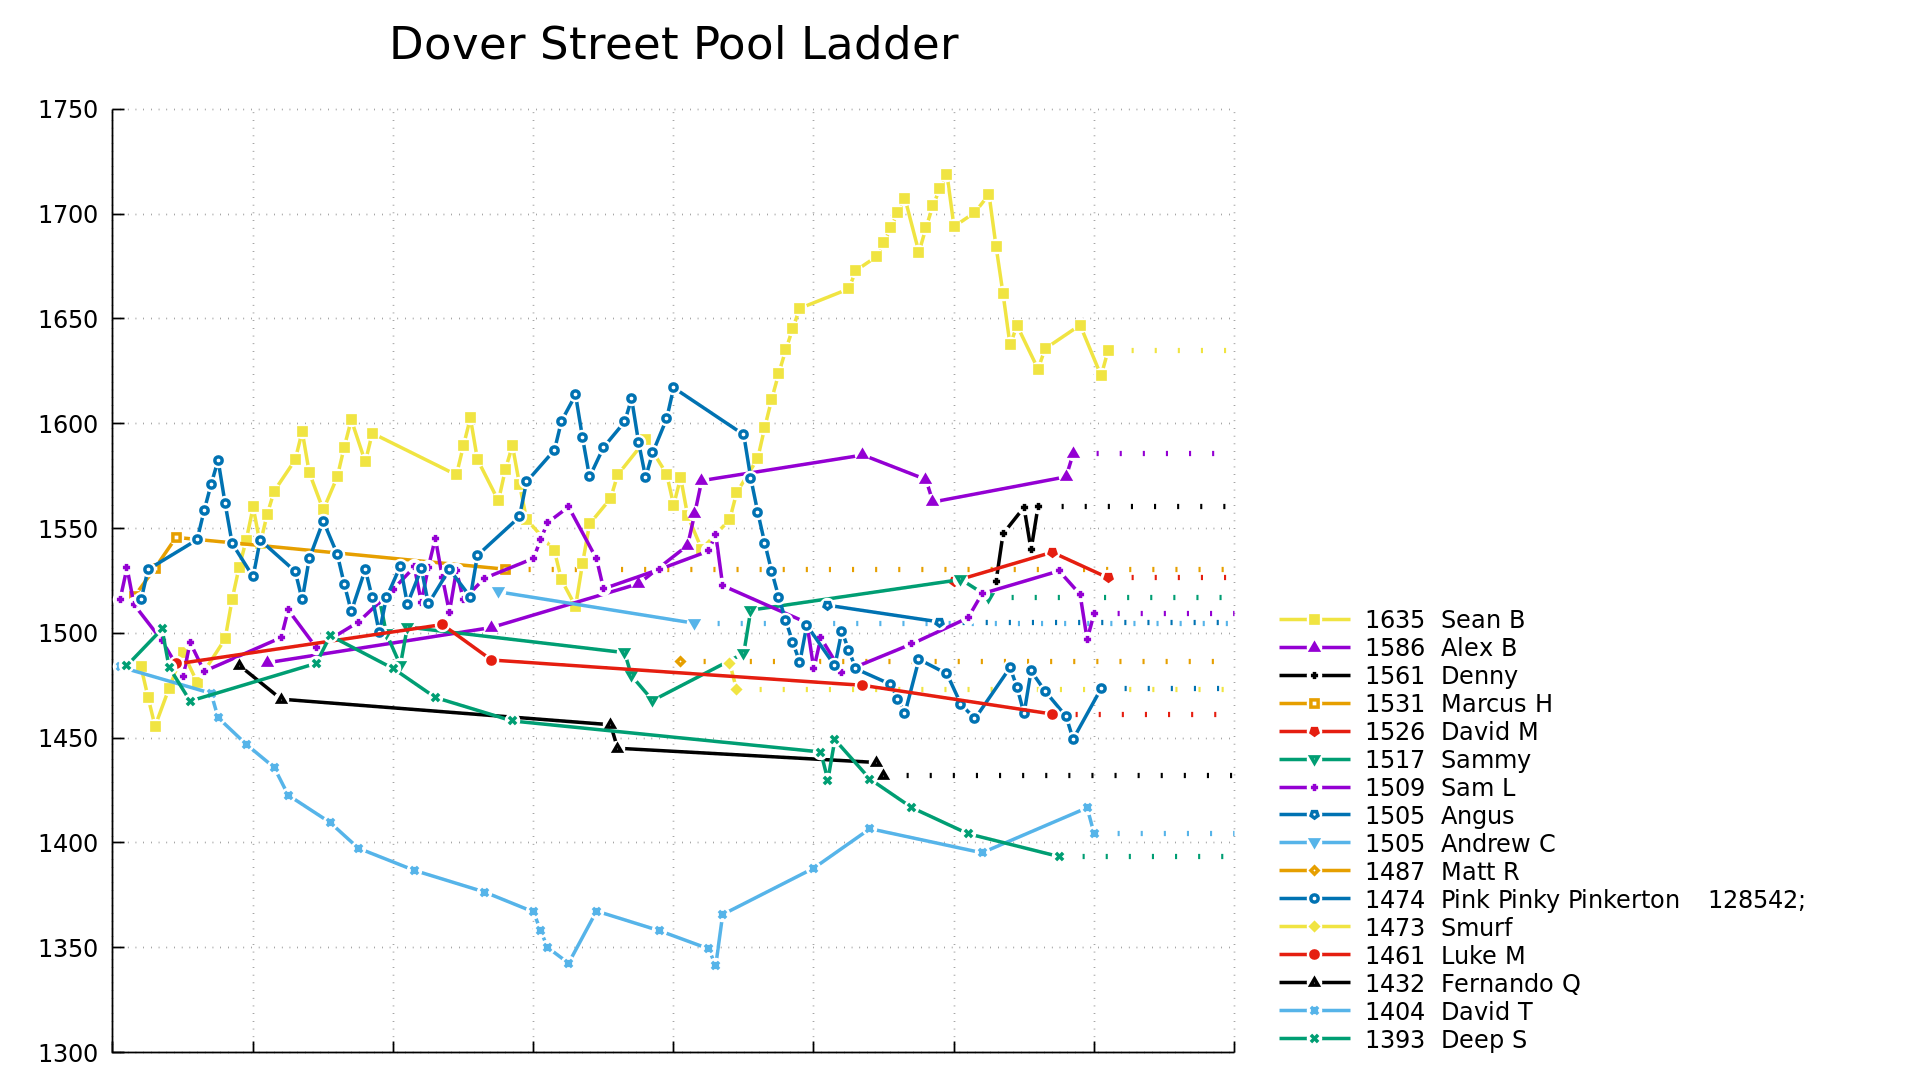 Dover Street Pool Ladder
1750
1700
1650
1600
1550
1500
1450
1400
1350
1300
1635 Sean B
1586 Alex B
1561 Denny
1531 Marcus H
1526 David M
1517 Sammy
1509 Sam L
1505 Angus
1505 Andrew C
1487 Matt R
1474 Pink Pinky Pinkerton 128542;
1473 Smurf
1461 Luke M
1432 Fernando Q
1404 David T
1393 Deep S